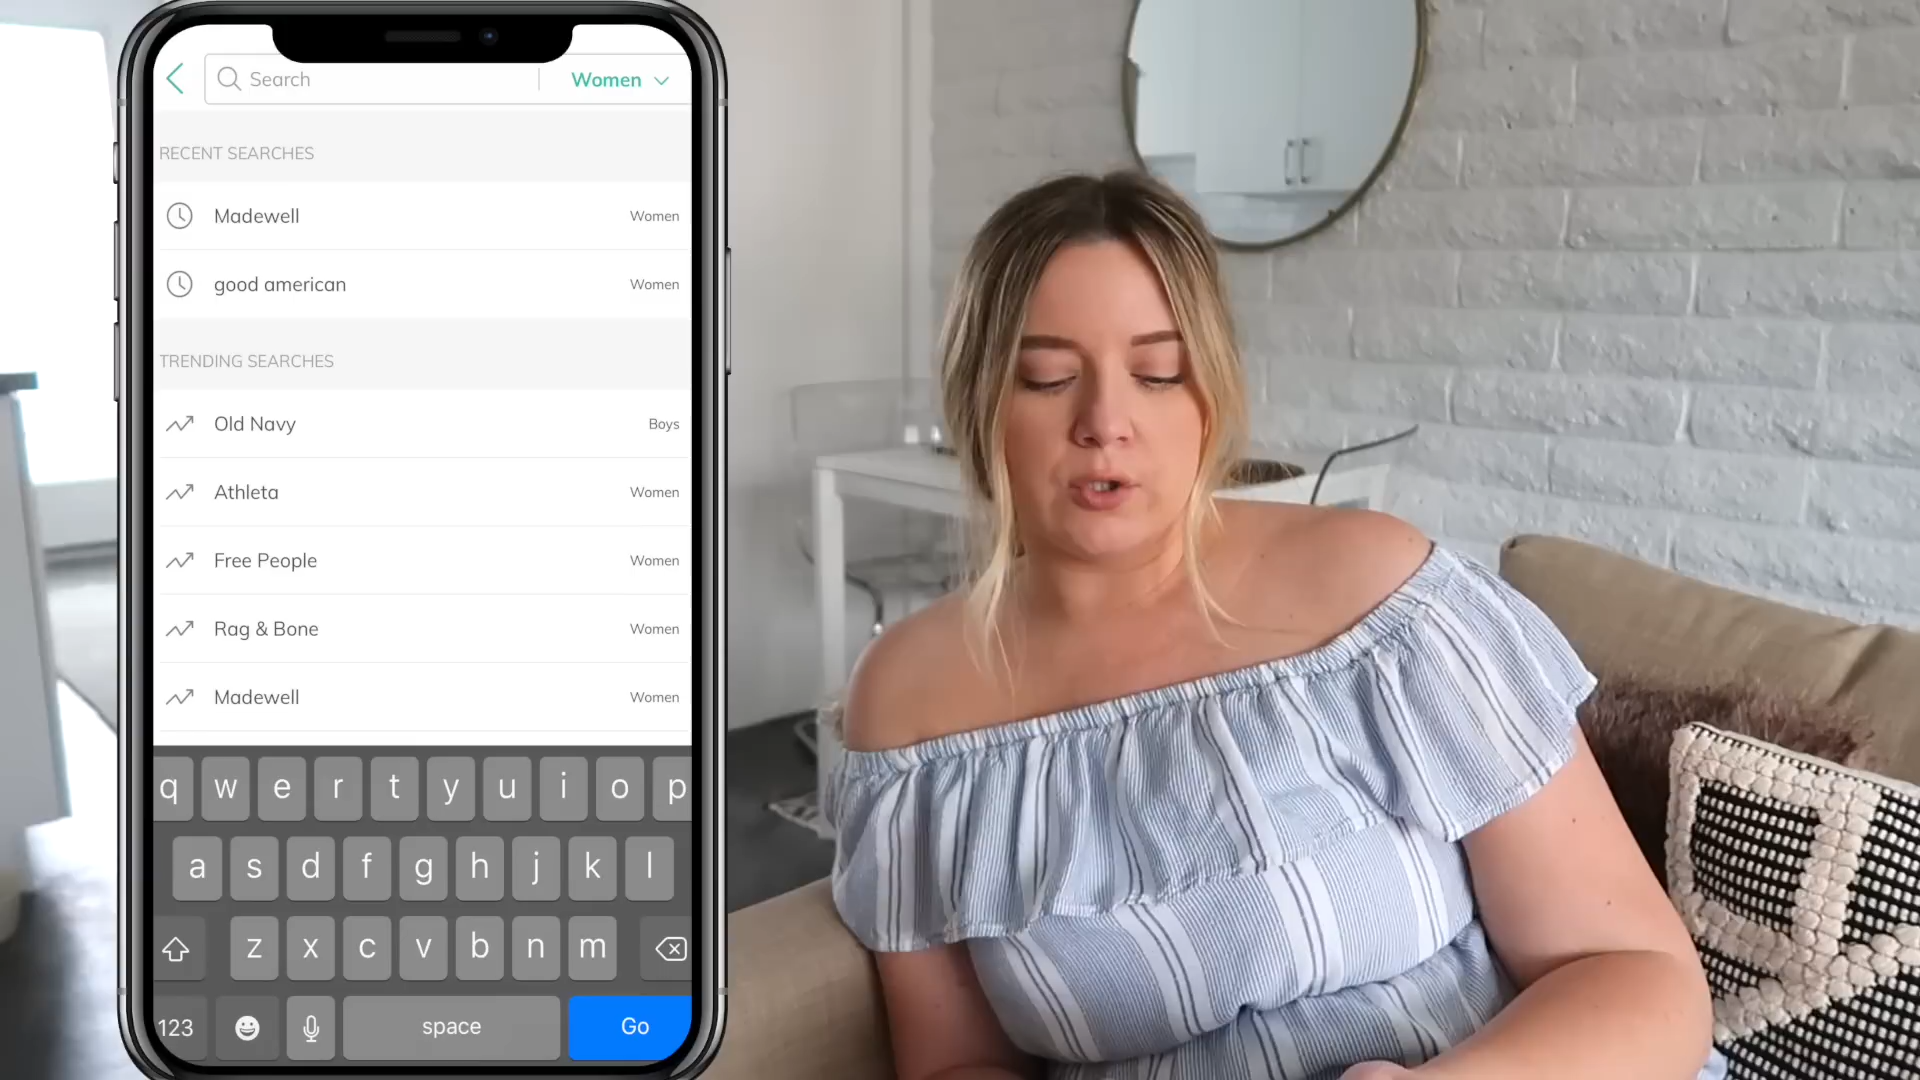 Search
Women
RECENT SEARCHES
Madewell Women
good american Women
TRENDING SEARCHES
Old Navy Boys
Athleta Women
Free People Women
Rag & Bone Women
Madewell Women
q w e r t y u i o p
a s d f g h j k l
z x c v b n m
123 space Go